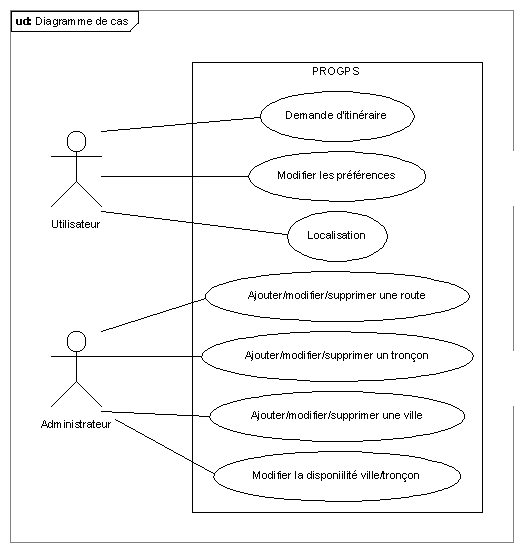 ud: Diagramme de cas
PROGPS
Demande d'itinéraire
Modifier les préférences
Utilisateur
Localisation
Ajouter/modifier/supprimer une route
Ajouter/modifier/supprimer un tronçon
Ajouter/modifier/supprimer une ville
Administrateur
Modifier la disponiilité ville/tronçon